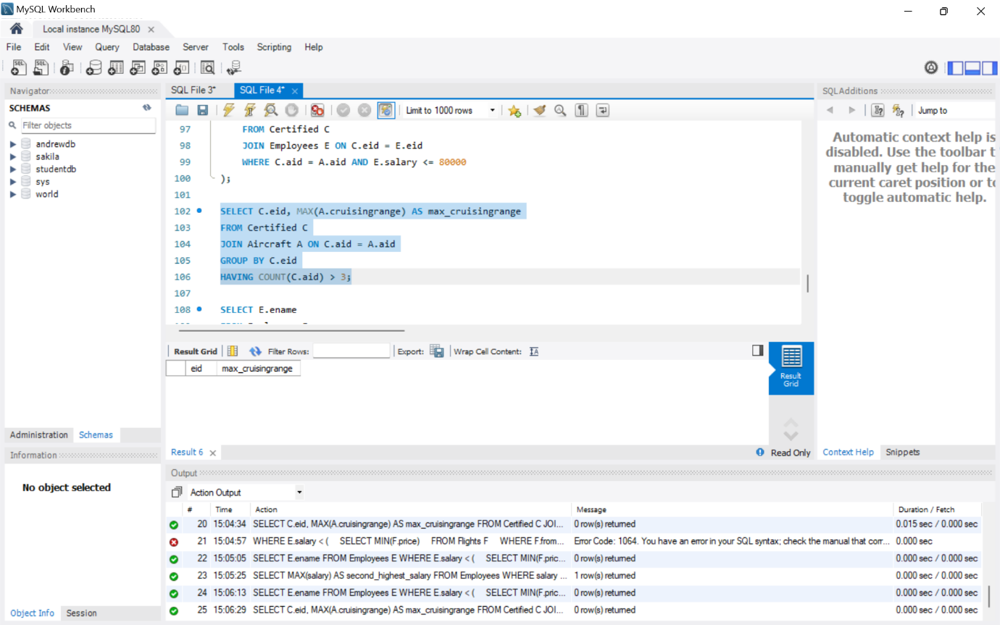 MySQL Workbench
Local instance MySQL80
File Edit View Query Database Server Tools Scripting Help
Navigator
SCHEMAS
Filter objects
andrewdb
sakila
studentdb
sys
world
Administration Schemas
Information
No object selected
Object Info Session
SQL File 3* SQL File 4*
Limit to 1000 rows
97 FROM Certified C
98 JOIN Employees E ON C.eid = E.eid
99 WHERE C.aid = A.aid AND E.salary <= 80000
100 );
101
102 SELECT C.eid, MAX(A.cruisingrange) AS max_cruisingrange
103 FROM Certified C
104 JOIN Aircraft A ON C.aid = A.aid
105 GROUP BY C.eid
106 HAVING COUNT(C.aid) > 3;
107
108 SELECT E.ename
Result Grid Filter Rows: Export: Wrap Cell Content:
eid max_cruisingrange
Result
Grid
Result 6 Read Only
SQLAdditions
Jump to
Automatic context help is
disabled. Use the toolbar t
manually get help for the
current caret position or to
toggle automatic help.
Context Help Snippets
Output
Action Output
# Time Action Message Duration / Fetch
20 15:04:34 SELECT C.eid, MAX(A.cruisingrange) AS max_cruisingrange FROM Certified C JOI... 0 row(s) returned 0.015 sec / 0.000 sec
21 15:04:57 WHERE E.salary < ( SELECT MIN(F.price) FROM Flights F WHERE F.from... Error Code: 1064. You have an error in your SQL syntax; check the manual that corr... 0.000 sec
22 15:05:05 SELECT E.ename FROM Employees E WHERE E.salary < ( SELECT MIN(F.pric... 0 row(s) returned 0.000 sec / 0.000 sec
23 15:05:25 SELECT MAX(salary) AS second_highest_salary FROM Employees WHERE salary ... 1 row(s) returned 0.000 sec / 0.000 sec
24 15:06:13 SELECT E.ename FROM Employees E WHERE E.salary < ( SELECT MIN(F.pric... 0 row(s) returned 0.000 sec / 0.000 sec
25 15:06:29 SELECT C.eid, MAX(A.cruisingrange) AS max_cruisingrange FROM Certified C JOI... 0 row(s) returned 0.000 sec / 0.000 sec